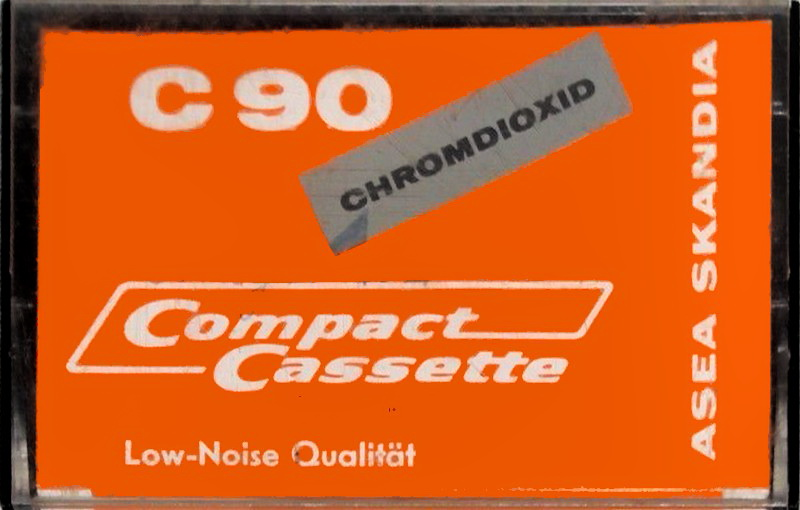 C 90
CHROMDIOXID
Compact
Cassette
Low-Noise Qualität
ASEA SKANDIA